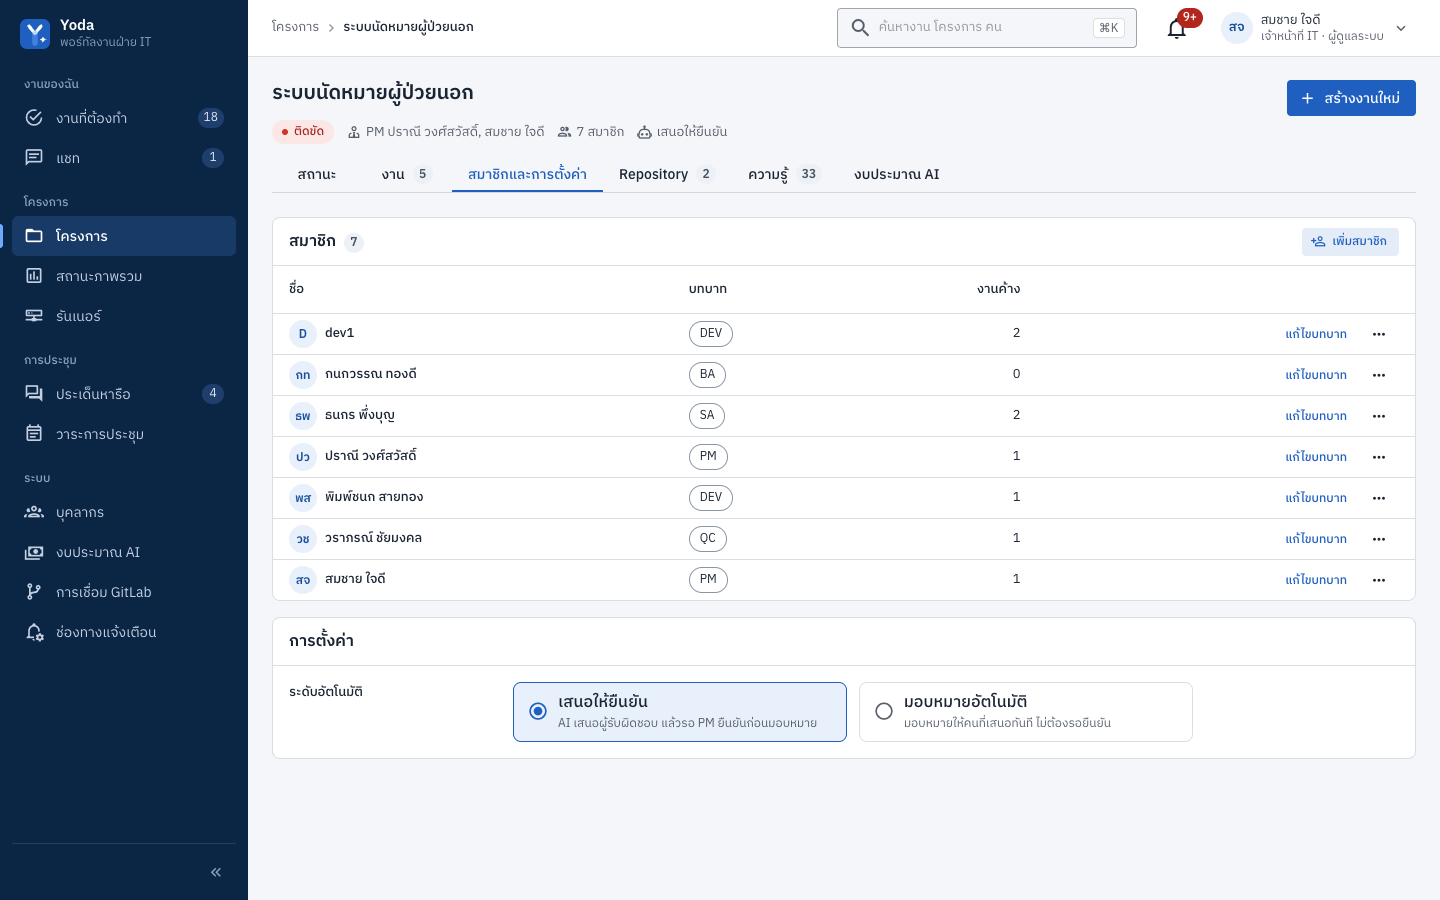 Yoda
พอร์ทัลงานฝ่าย IT
งานของฉัน
งานที่ต้องทำ 18
แชท 1
โครงการ
โครงการ
สถานะภาพรวม
รันเนอร์
การประชุม
ประเด็นหารือ 4
วาระการประชุม
ระบบ
บุคลากร
งบประมาณ AI
การเชื่อม GitLab
ช่องทางแจ้งเตือน
โครงการ > ระบบนัดหมายผู้ป่วยนอก
ค้นหางาน โครงการ คน ⌘K
9+
สจ
สมชาย ใจดี
เจ้าหน้าที่ IT · ผู้ดูแลระบบ
ระบบนัดหมายผู้ป่วยนอก
+ สร้างงานใหม่
ติดขัด PM ปราณี วงศ์สวัสดิ์, สมชาย ใจดี 7 สมาชิก เสนอให้ยืนยัน
สถานะ งาน 5 สมาชิกและการตั้งค่า Repository 2 ความรู้ 33 งบประมาณ AI
สมาชิก 7
เพิ่มสมาชิก
ชื่อ บทบาท งานค้าง
D dev1 DEV 2 แก้ไขบทบาท
กท กนกวรรณ ทองดี BA 0 แก้ไขบทบาท
ธพ ธนกร พึ่งบุญ SA 2 แก้ไขบทบาท
ปว ปราณี วงศ์สวัสดิ์ PM 1 แก้ไขบทบาท
พส พิมพ์ชนก สายทอง DEV 1 แก้ไขบทบาท
วช วราภรณ์ ชัยมงคล QC 1 แก้ไขบทบาท
สจ สมชาย ใจดี PM 1 แก้ไขบทบาท
การตั้งค่า
ระดับอัตโนมัติ
เสนอให้ยืนยัน
AI เสนอผู้รับผิดชอบ แล้วรอ PM ยืนยันก่อนมอบหมาย
มอบหมายอัตโนมัติ
มอบหมายให้คนที่เสนอทันที ไม่ต้องรอยืนยัน